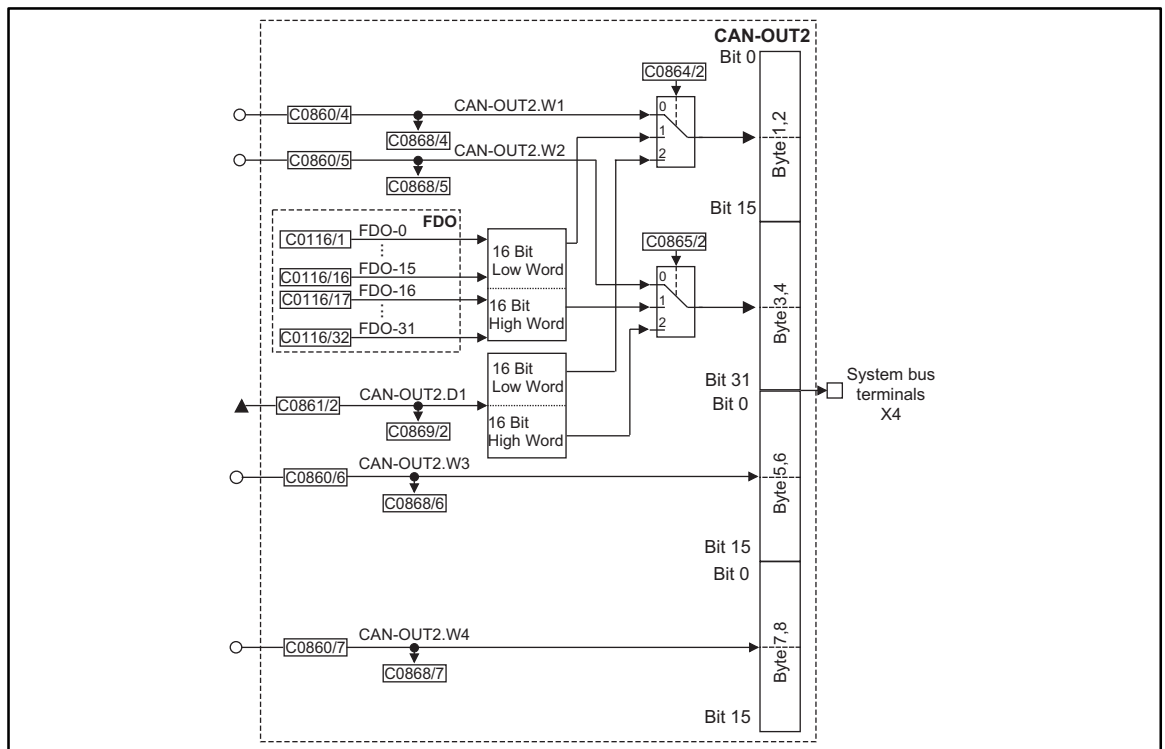 CAN-OUT2
Bit 0
C0864/2
C0860/4
CAN-OUT2.W1
0
C0868/4
1
C0860/5
CAN-OUT2.W2
2
C0868/5
Byte 1,2
Bit 15
FDO
C0116/1
FDO-0
16 Bit
Low Word
C0865/2
C0116/16
FDO-15
0
C0116/17
FDO-16
16 Bit
High Word
1
C0116/32
FDO-31
2
Byte 3,4
16 Bit
Low Word
Bit 31
Bit 0
System bus
terminals
X4
C0861/2
CAN-OUT2.D1
C0869/2
16 Bit
High Word
CAN-OUT2.W3
C0860/6
C0868/6
Byte 5,6
Bit 15
Bit 0
CAN-OUT2.W4
C0860/7
C0868/7
Byte 7,8
Bit 15